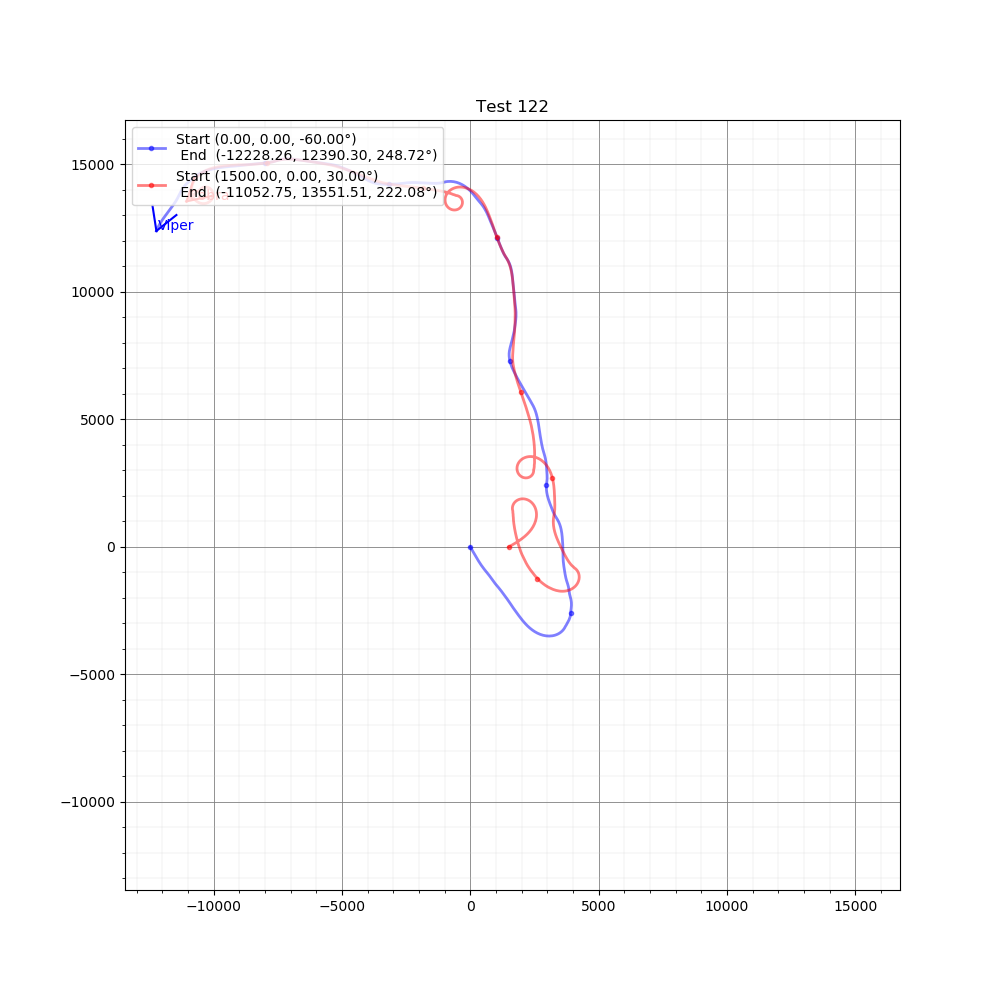 Test 122
Start (0.00, 0.00, -60.00°)
End (-12228.26, 12390.30, 248.72°)
Start (1500.00, 0.00, 30.00°)
End (-11052.75, 13551.51, 222.08°)
Viper
15000
10000
5000
0
−5000
−10000
−10000 −5000 0 5000 10000 15000